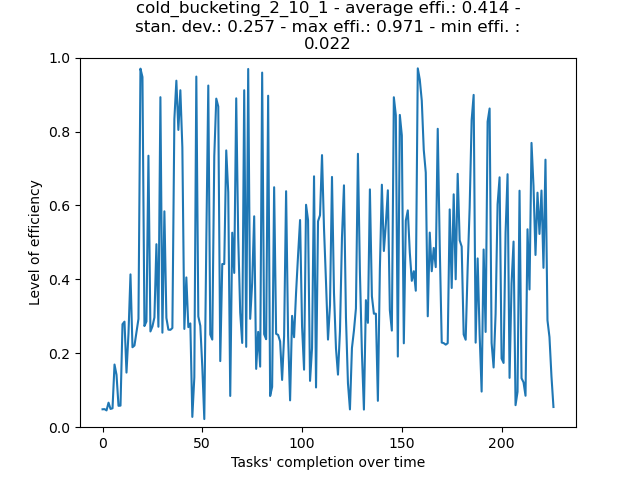 cold_bucketing_2_10_1 - average effi.: 0.414 -
stan. dev.: 0.257 - max effi.: 0.971 - min effi. :
0.022
1.0
0.8
0.6
0.4
0.2
0.0
Level of efficiency
0 50 100 150 200
Tasks' completion over time